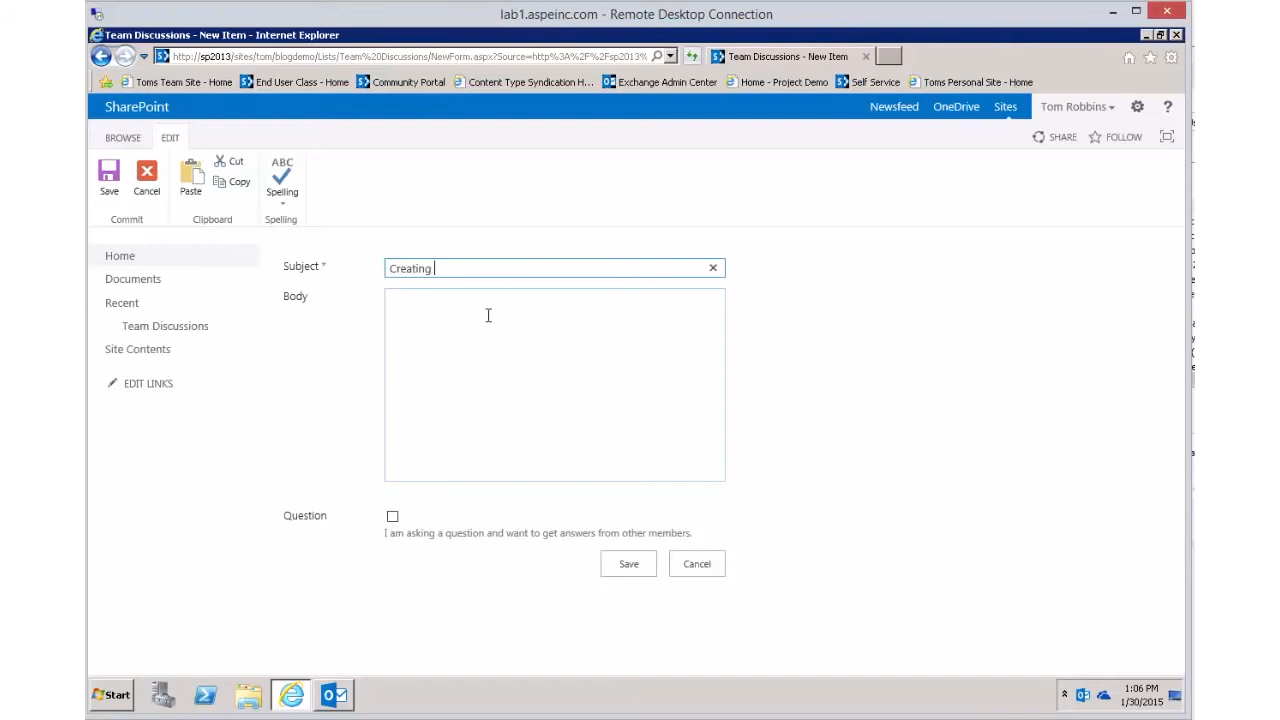 lab1.aspeinc.com - Remote Desktop Connection
Team Discussions - New Item - Internet Explorer
http://sp2013/sites/tom/blogdemo/Lists/Team%20Discussions/NewForm.aspx?Source=http%3A%2F%2Fsp2013%
Team Discussions - New Item
Toms Team Site - Home End User Class - Home Community Portal Content Type Syndication H... Exchange Admin Center Home - Project Demo Self Service Toms Personal Site - Home
SharePoint Newsfeed OneDrive Sites Tom Robbins ?
BROWSE EDIT SHARE FOLLOW
Save Cancel Paste Cut Copy ABC Spelling
Commit Clipboard Spelling
Home
Documents
Recent
Team Discussions
Site Contents
EDIT LINKS
Subject * Creating
Body
Question
I am asking a question and want to get answers from other members.
Save Cancel
Start
1:06 PM
1/30/2015